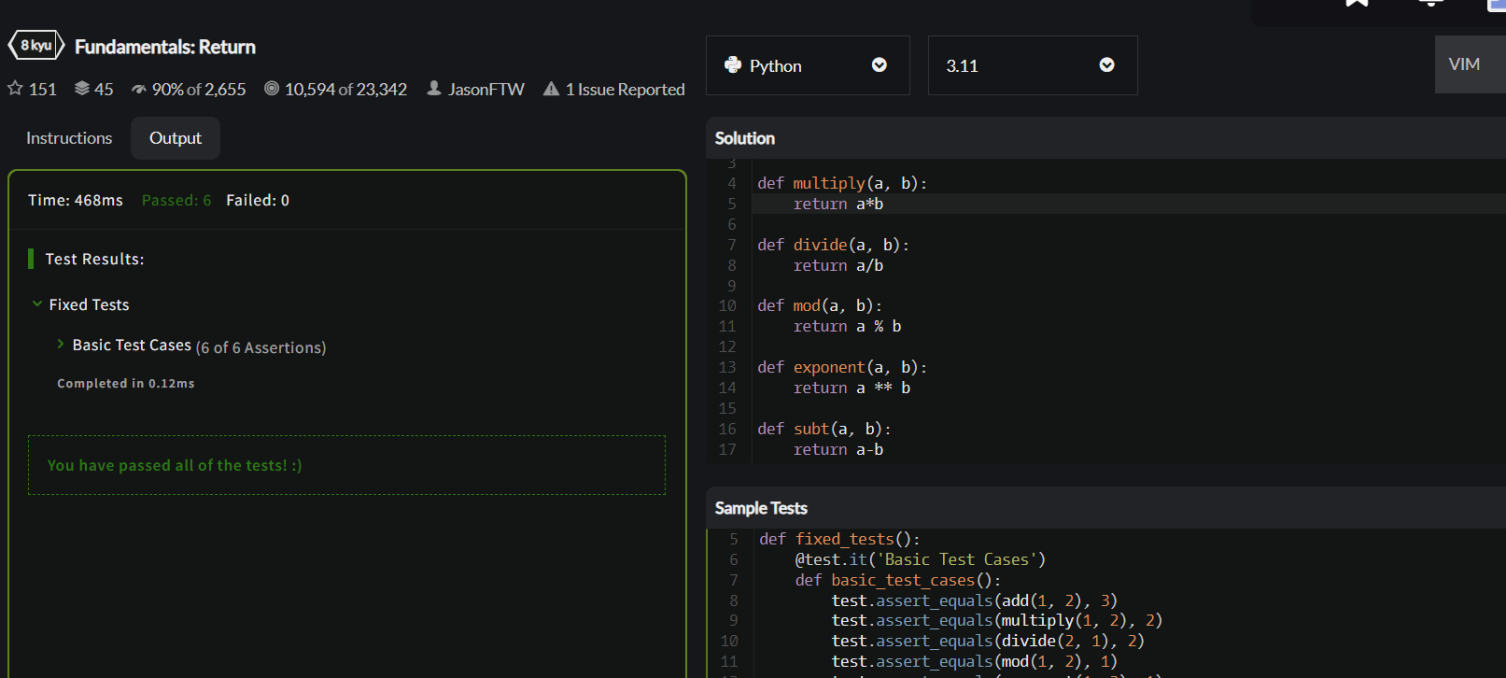 8 kyu Fundamentals: Return
151 45 90% of 2,655 10,594 of 23,342 JasonFTW 1 Issue Reported
Instructions Output
Time: 468ms Passed: 6 Failed: 0
Test Results:
Fixed Tests
Basic Test Cases (6 of 6 Assertions)
Completed in 0.12ms
You have passed all of the tests! :)
Python 3.11 VIM
Solution
3
4 def multiply(a, b):
5     return a*b
6
7 def divide(a, b):
8     return a/b
9
10 def mod(a, b):
11     return a % b
12
13 def exponent(a, b):
14     return a ** b
15
16 def subt(a, b):
17     return a-b
Sample Tests
5 def fixed_tests():
6     @test.it('Basic Test Cases')
7     def basic_test_cases():
8         test.assert_equals(add(1, 2), 3)
9         test.assert_equals(multiply(1, 2), 2)
10         test.assert_equals(divide(2, 1), 2)
11         test.assert_equals(mod(1, 2), 1)